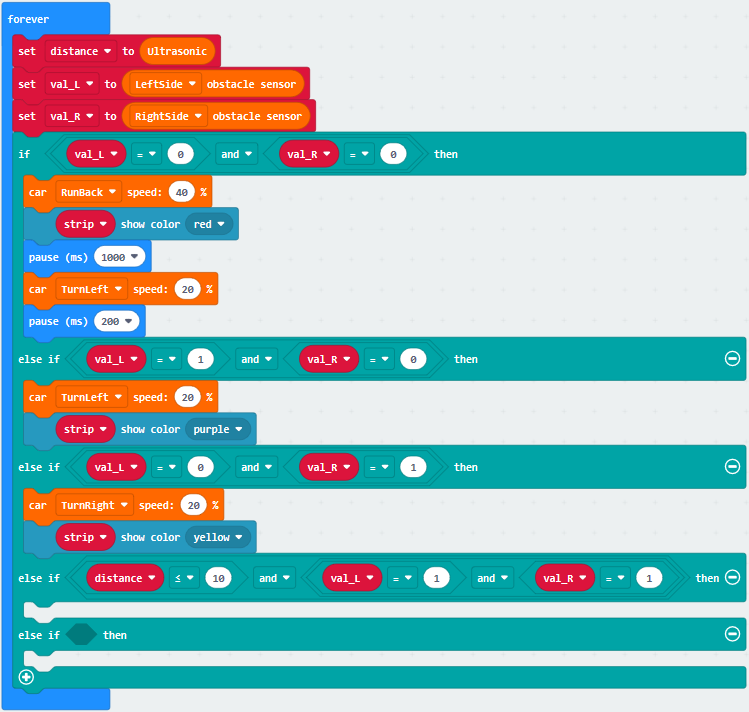 forever
set distance to Ultrasonic
set val_L to LeftSide obstacle sensor
set val_R to RightSide obstacle sensor
if val_L = 0 and val_R = 0 then
car RunBack speed: 40 %
strip show color red
pause (ms) 1000
car TurnLeft speed: 20 %
pause (ms) 200
else if val_L = 1 and val_R = 0 then
car TurnLeft speed: 20 %
strip show color purple
else if val_L = 0 and val_R = 1 then
car TurnRight speed: 20 %
strip show color yellow
else if distance ≤ 10 and val_L = 1 and val_R = 1 then
else if then